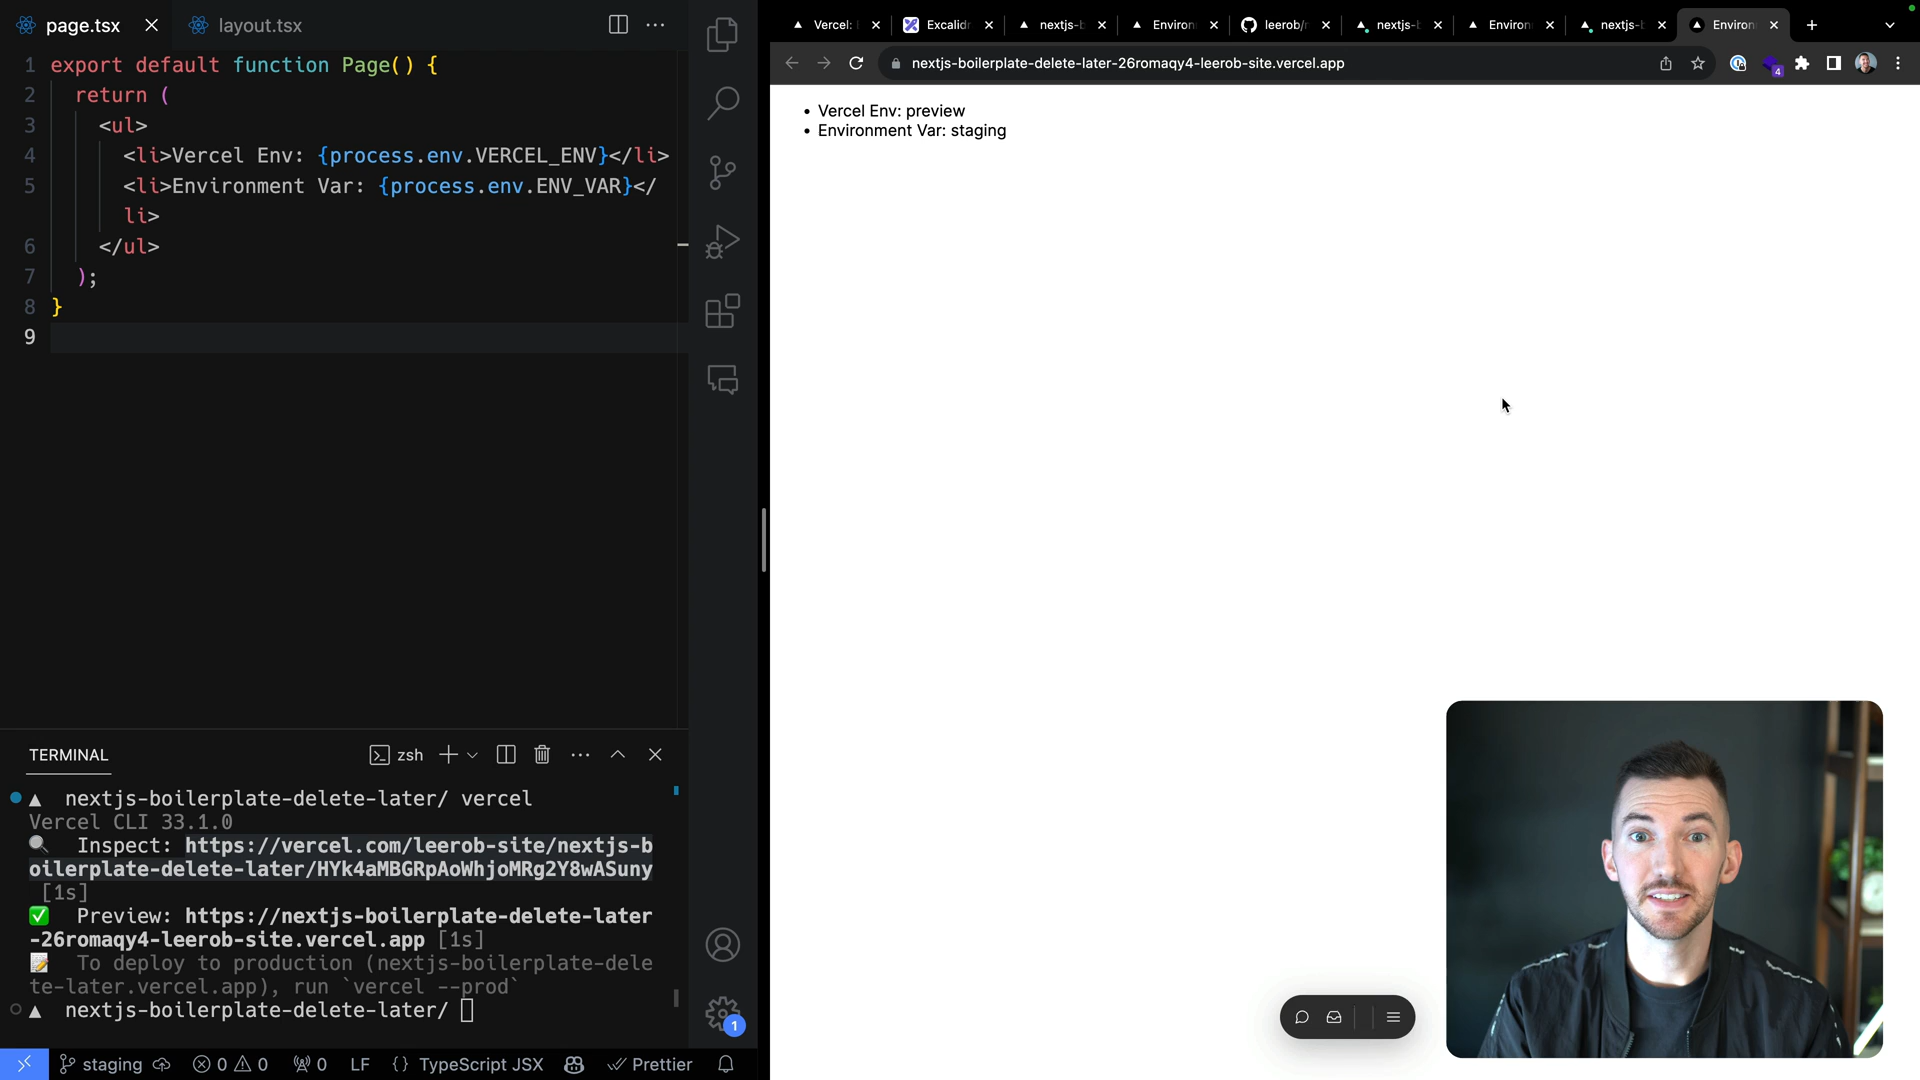 page.tsx
layout.tsx
1 export default function Page() {
2 return (
3 <ul>
4 <li>Vercel Env: {process.env.VERCEL_ENV}</li>
5 <li>Environment Var: {process.env.ENV_VAR}</
li>
6 </ul>
7 );
8 }
9
TERMINAL
zsh
▲ nextjs-boilerplate-delete-later/ vercel
Vercel CLI 33.1.0
Inspect: https://vercel.com/leerob-site/nextjs-b
oilerplate-delete-later/HYk4aMBGRpAoWhjoMRg2Y8wASuny
[1s]
Preview: https://nextjs-boilerplate-delete-later
-26romaqy4-leerob-site.vercel.app [1s]
To deploy to production (nextjs-boilerplate-dele
te-later.vercel.app), run `vercel --prod`
▲ nextjs-boilerplate-delete-later/
1
staging
0
0
0
LF
{} TypeScript JSX
Prettier
Vercel:
Excalidr
nextjs-b
Environ
leerob/n
nextjs-b
Environ
nextjs-b
Environ
nextjs-boilerplate-delete-later-26romaqy4-leerob-site.vercel.app
4
• Vercel Env: preview
• Environment Var: staging